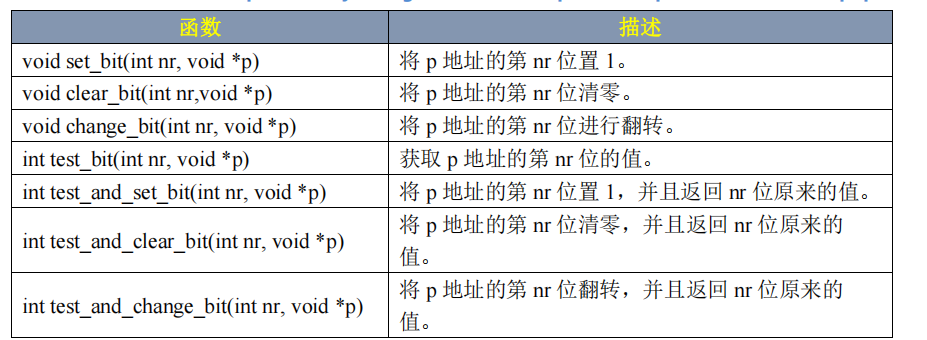 函数 描述
void set_bit(int nr, void *p) 将 p 地址的第 nr 位置 1。
void clear_bit(int nr,void *p) 将 p 地址的第 nr 位清零。
void change_bit(int nr, void *p) 将 p 地址的第 nr 位进行翻转。
int test_bit(int nr, void *p) 获取 p 地址的第 nr 位的值。
int test_and_set_bit(int nr, void *p) 将 p 地址的第 nr 位置 1，并且返回 nr 位原来的值。
int test_and_clear_bit(int nr, void *p) 将 p 地址的第 nr 位清零，并且返回 nr 位原来的
值。
int test_and_change_bit(int nr, void *p) 将 p 地址的第 nr 位翻转，并且返回 nr 位原来的
值。